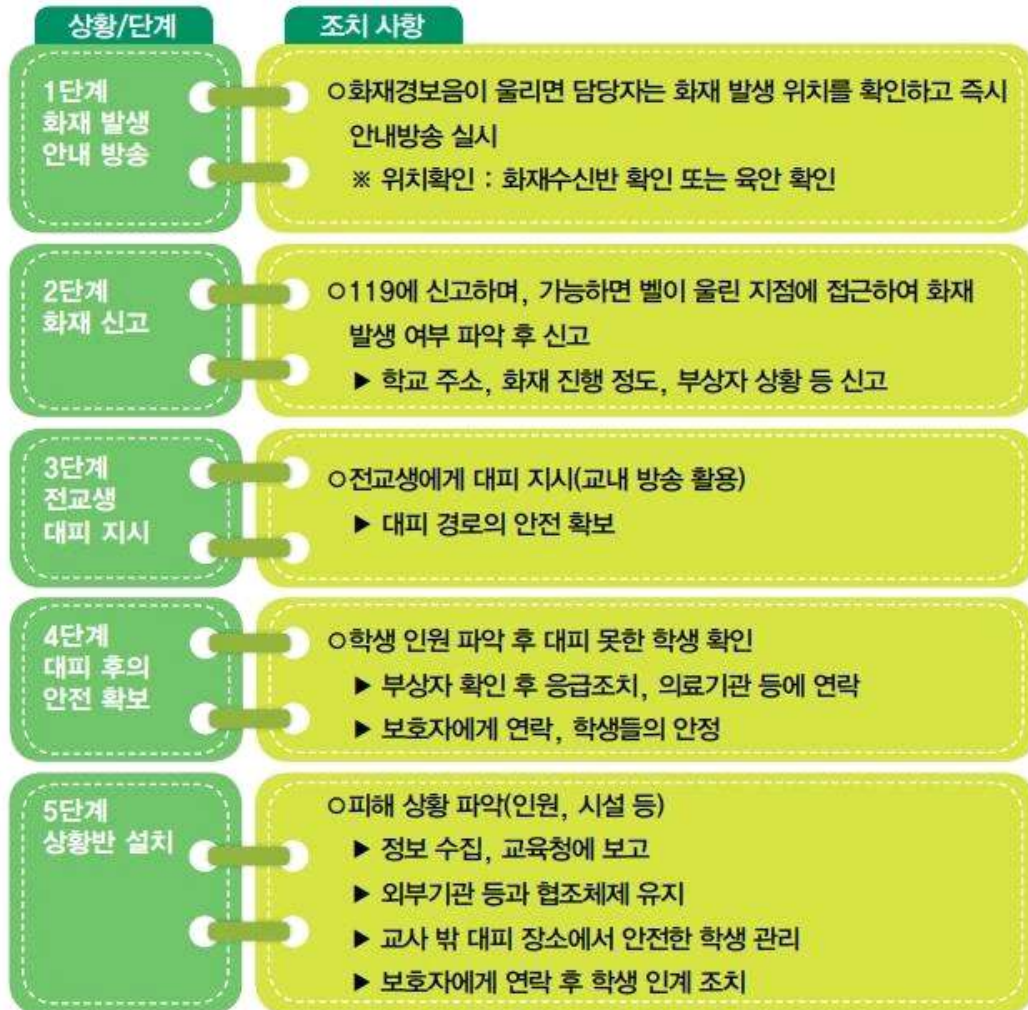 상황/단계
조치 사항
1단계
화재 발생
안내 방송
○화재경보음이 울리면 담당자는 화재 발생 위치를 확인하고 즉시
안내방송 실시
※ 위치확인 : 화재수신반 확인 또는 육안 확인
2단계
화재 신고
○119에 신고하며, 가능하면 벨이 울린 지점에 접근하여 화재
발생 여부 파악 후 신고
▶ 학교 주소, 화재 진행 정도, 부상자 상황 등 신고
3단계
전교생
대피 지시
○전교생에게 대피 지시(교내 방송 활용)
▶ 대피 경로의 안전 확보
4단계
대피 후의
안전 확보
○학생 인원 파악 후 대피 못한 학생 확인
▶ 부상자 확인 후 응급조치, 의료기관 등에 연락
▶ 보호자에게 연락, 학생들의 안정
5단계
상황반 설치
○피해 상황 파악(인원, 시설 등)
▶ 정보 수집, 교육청에 보고
▶ 외부기관 등과 협조체제 유지
▶ 교사 밖 대피 장소에서 안전한 학생 관리
▶ 보호자에게 연락 후 학생 인계 조치